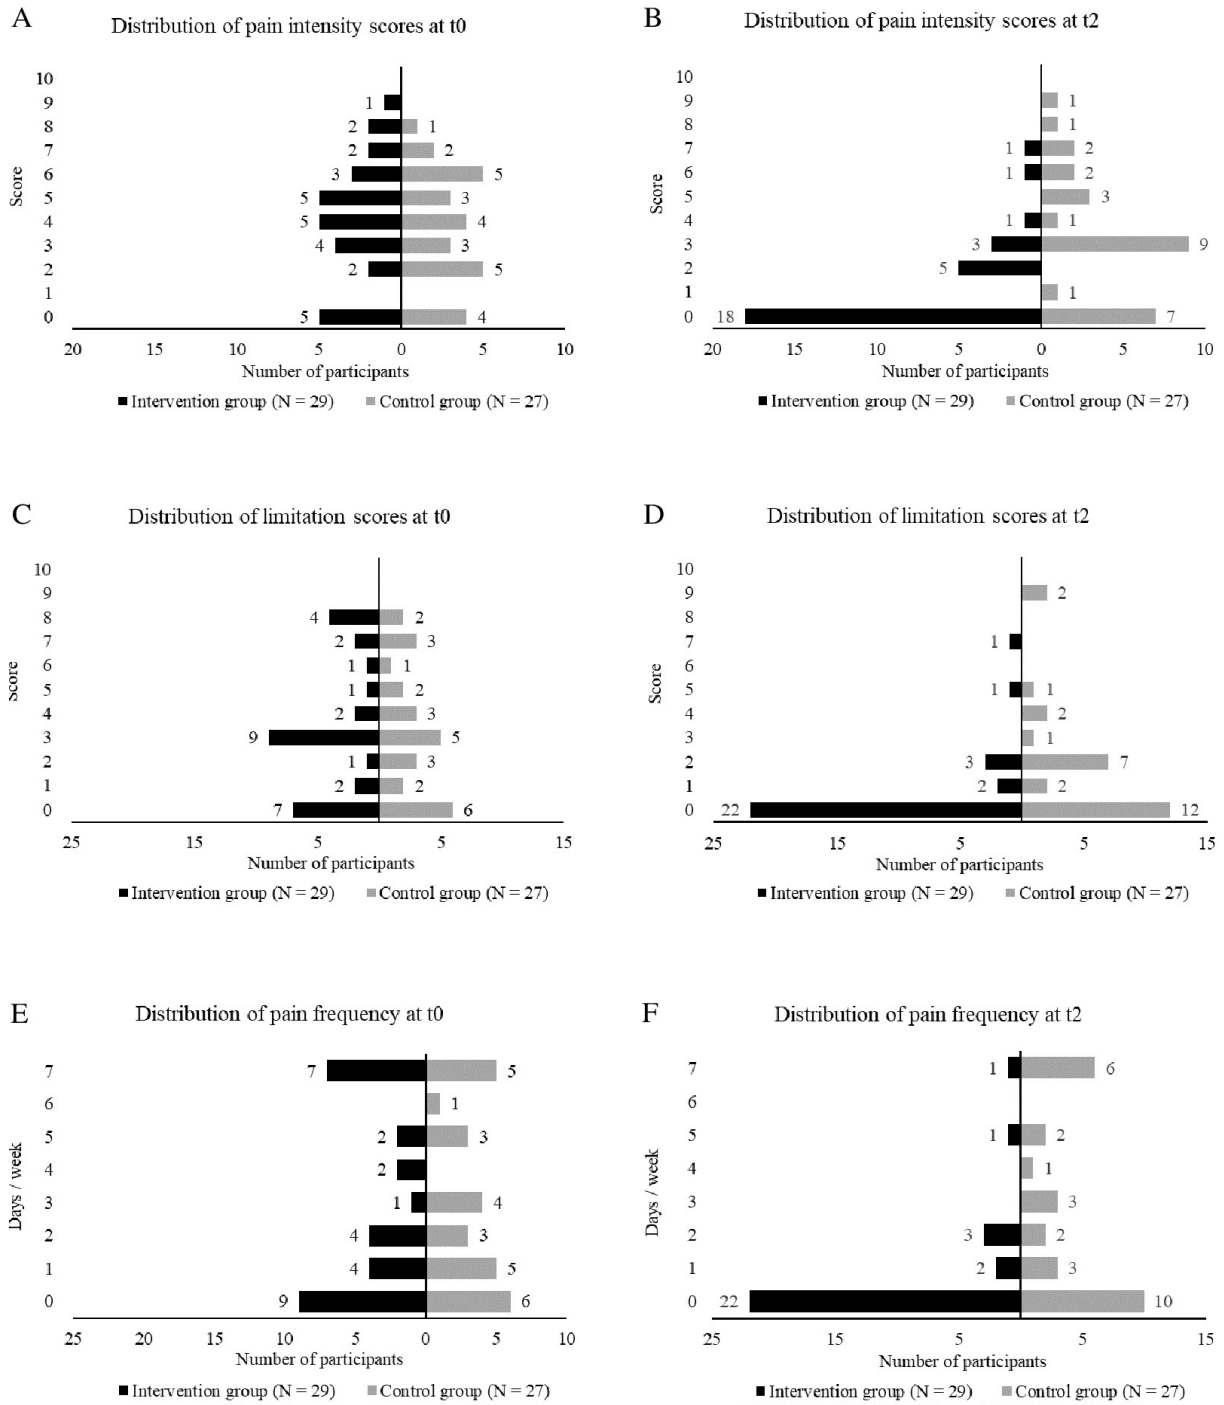 A
Distribution of pain intensity scores at t0
10
9 1
8 2 1
7 2 2
6 3 5
5 5 3
4 5 4
3 4 3
2 2 5
1
0 5 4
Score
20 15 10 5 0 5 10
Number of participants
Intervention group (N = 29) Control group (N = 27)
B
Distribution of pain intensity scores at t2
10
9 1
8 1
7 1 2
6 1 2
5 3
4 1 1
3 3 9
2 5
1 1
0 18 7
Score
20 15 10 5 0 5 10
Number of participants
Intervention group (N = 29) Control group (N = 27)
C
Distribution of limitation scores at t0
10
9
8 4 2
7 2 3
6 1 1
5 1 2
4 2 3
3 9 5
2 1 3
1 2 2
0 7 6
Score
25 15 5 5 15
Number of participants
Intervention group (N = 29) Control group (N = 27)
D
Distribution of limitation scores at t2
10
9 2
8
7 1
6
5 1 1
4 2
3 1
2 3 7
1 2 2
0 22 12
Score
25 15 5 5 15
Number of participants
Intervention group (N = 29) Control group (N = 27)
E
Distribution of pain frequency at t0
7 7 5
6 1
5 2 3
4 2
3 1 4
2 4 3
1 4 5
0 9 6
Days / week
25 20 15 10 5 0 5 10
Number of participants
Intervention group (N = 29) Control group (N = 27)
F
Distribution of pain frequency at t2
7 1 6
6
5 1 2
4 1
3 3
2 3 2
1 2 3
0 22 10
Days / week
25 15 5 5 15
Number of participants
Intervention group (N = 29) Control group (N = 27)